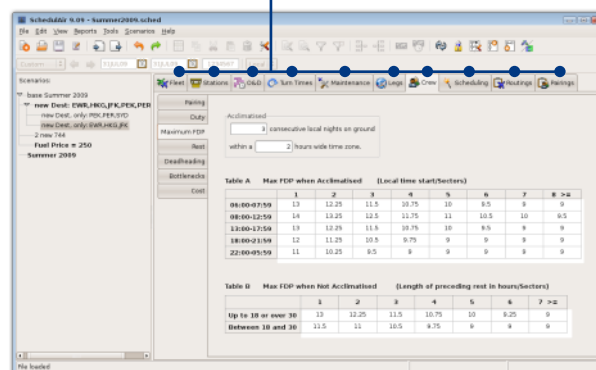 SchedulAir 9.09 - Summer2009.sched
File Edit View Reports Tools Scenarios Help
Custom
Scenarios:
Fleet Stations O&D Turn Times Maintenance Legs Crew Scheduling Routings Pairings
base Summer 2009
new Dest: EWR,HKG,JFK,PEK,PER
new Dest, only: PEK,PER,SYD
new Dest, only: EWR,HKG,JFK
2 new 744
Fuel Price = 250
Summer 2009
Pairing
Duty
Maximum FDP
Rest
Deadheading
Bottlenecks
Cost
Acclimatised
3 consecutive local nights on ground
within a 2 hours wide time zone.
Table A Max FDP when Acclimatised (Local time start/Sectors)
1 2 3 4 5 6 7 8 >=
06:00-07:59 13 12.25 11.5 10.75 10 9.5 9 9
08:00-12:59 14 13.25 12.5 11.75 11 10.5 10 9.5
13:00-17:59 13 12.25 11.5 10.75 10 9.5 9 9
18:00-21:59 12 11.25 10.5 9.75 9 9 9 9
22:00-05:59 11 10.25 9.5 9 9 9 9 9
Table B Max FDP when Not Acclimatised (Length of preceding rest in hours/Sectors)
1 2 3 4 5 6 7 >=
Up to 18 or over 30 13 12.25 11.5 10.75 10 9.25 9
Between 18 and 30 11.5 11 10.5 9.75 9 9 9
File loaded